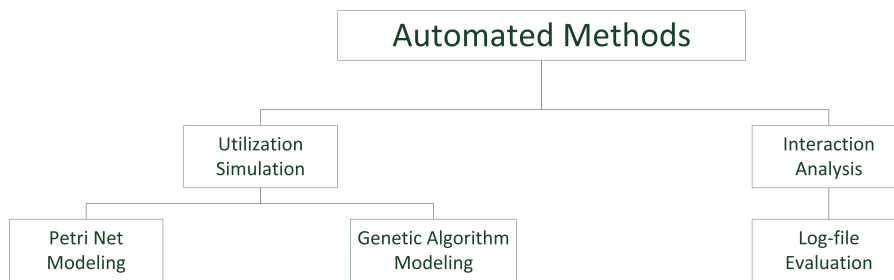 Automated Methods
Utilization
Simulation
Interaction
Analysis
Petri Net
Modeling
Genetic Algorithm
Modeling
Log-file
Evaluation